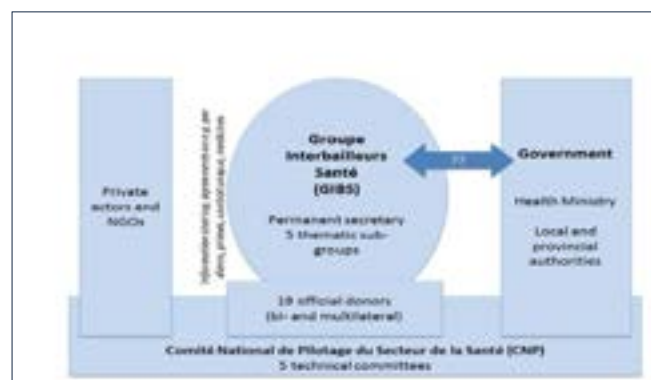 Private
actors and
NGOs
Groupe
Interbailleurs
Santé
(GIBS)
Permanent secretary
5 thematic sub-
groups
Government
Health Ministry
Local and
provincial
authorities
official donors
(bi- and multilateral)
Comité National de Pilotage du Secteur de la Santé (CNP)
5 technical committees